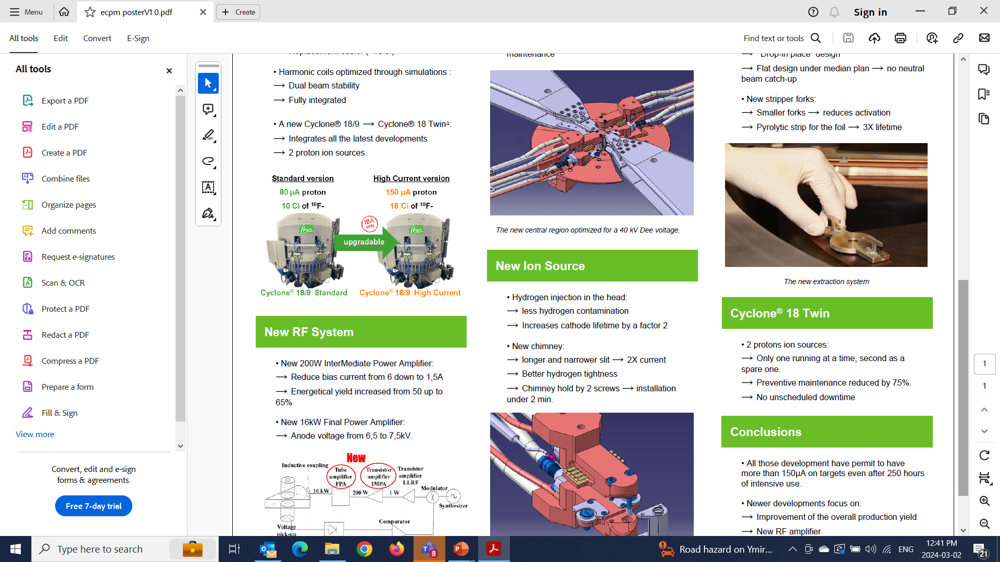 Menu
ecpm posterV1 0.pdf
Create
Sign in
All tools
Edit
Convert
E-Sign
Find text or tools
All tools
Export a PDF
Edit a PDF
Create a PDF
Combine files
Organize pages
Add comments
Request e-signatures
Scan & OCR
Protect a PDF
Redact a PDF
Compress a PDF
Prepare a form
Fill & Sign
View more
Convert, edit and e-sign
forms & agreements.
Free 7-day trial
• Harmonic coils optimized through simulations :
→ Dual beam stability
→ Fully integrated
• A new Cyclone® 18/9 → Cyclone® 18 Twin∆:
→ Integrates all the latest developments
→ 2 proton ion sources.
Standard version
80 µA proton
10 Ci of 18F-
High Current version
150 µA proton
18 Ci of 18F-
iba
IBA
only
upgradable
iba
Cyclone® 18/9 Standard
Cyclone® 18/9 High Current
New RF System
• New 200W InterMediate Power Amplifier:
→ Reduce bias current from 6 down to 1,5A
→ Energetical yield increased from 50 up to
65%
• New 16kW Final Power Amplifier:
→ Anode voltage from 6,5 to 7,5kV.
New
Inductive coupling
Tube
amplifier
FPA
Transistor
amplifier
IMPA
Transistor
amplifier
LLRF
16 kW
200 W
1 W
Modulator
Synthesizer
Comparator
Voltage
pick-up
maintenance
The new central region optimized for a 40 kV Dee voltage.
New Ion Source
• Hydrogen injection in the head:
→ less hydrogen contamination
→ Increases cathode lifetime by a factor 2
• New chimney:
→ longer and narrower slit → 2X current
→ Better hydrogen tightness
→ Chimney hold by 2 screws → installation
under 2 min.
→ "Drop-in place" design
→ Flat design under median plan → no neutral
beam catch-up
• New stripper forks:
→ Smaller forks → reduces activation
→ Pyrolytic strip for the foil → 3X lifetime
The new extraction system
Cyclone® 18 Twin
• 2 protons ion sources:
→ Only one running at a time, second as a
spare one.
→ Preventive maintenance reduced by 75%.
→ No unscheduled downtime
Conclusions
• All those development have permit to have
more than 150µA on targets even after 250 hours
of intensive use.
• Newer developments focus on:
→ Improvement of the overall production yield
→ New RF amplifier
1
1
Type here to search
8
Road hazard on Ymir...
ENG
12:41 PM
2024-03-02
21